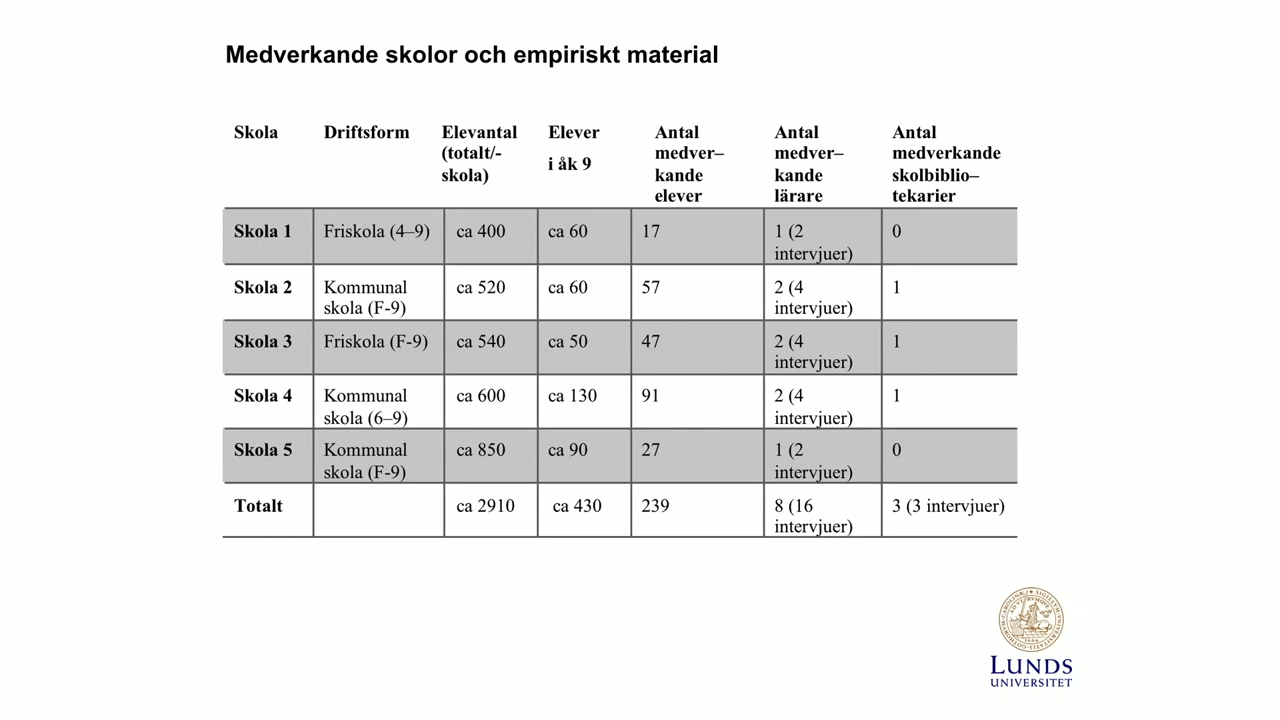 Medverkande skolor och empiriskt material
Skola Driftsform Elevantal (totalt/-skola) Elever i åk 9 Antal medver–kande elever Antal medver–kande lärare Antal medverkande skolbiblio–tekarier
Skola 1 Friskola (4–9) ca 400 ca 60 17 1 (2 intervjuer) 0
Skola 2 Kommunal skola (F-9) ca 520 ca 60 57 2 (4 intervjuer) 1
Skola 3 Friskola (F-9) ca 540 ca 50 47 2 (4 intervjuer) 1
Skola 4 Kommunal skola (6–9) ca 600 ca 130 91 2 (4 intervjuer) 1
Skola 5 Kommunal skola (F-9) ca 850 ca 90 27 1 (2 intervjuer) 0
Totalt ca 2910 ca 430 239 8 (16 intervjuer) 3 (3 intervjuer)
LUNDS
UNIVERSITET